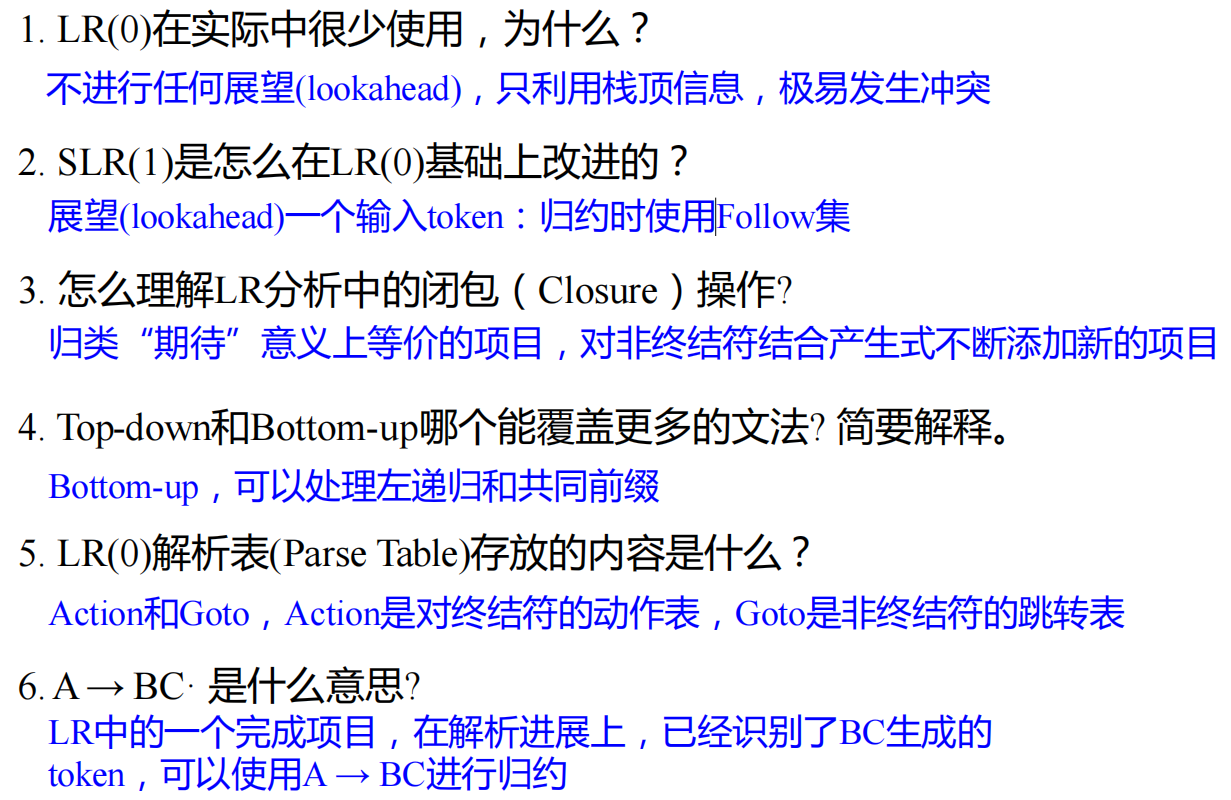 1. LR(0)在实际中很少使用，为什么？
不进行任何展望(lookahead)，只利用栈顶信息，极易发生冲突
2. SLR(1)是怎么在LR(0)基础上改进的？
展望(lookahead)一个输入token：归约时使用Follow集
3. 怎么理解LR分析中的闭包（Closure）操作?
归类“期待”意义上等价的项目，对非终结符结合产生式不断添加新的项目
4. Top-down和Bottom-up哪个能覆盖更多的文法? 简要解释。
Bottom-up，可以处理左递归和共同前缀
5. LR(0)解析表(Parse Table)存放的内容是什么？
Action和Goto，Action是对终结符的动作表，Goto是非终结符的跳转表
6. A → BC· 是什么意思?
LR中的一个完成项目，在解析进展上，已经识别了BC生成的
token，可以使用A → BC进行归约